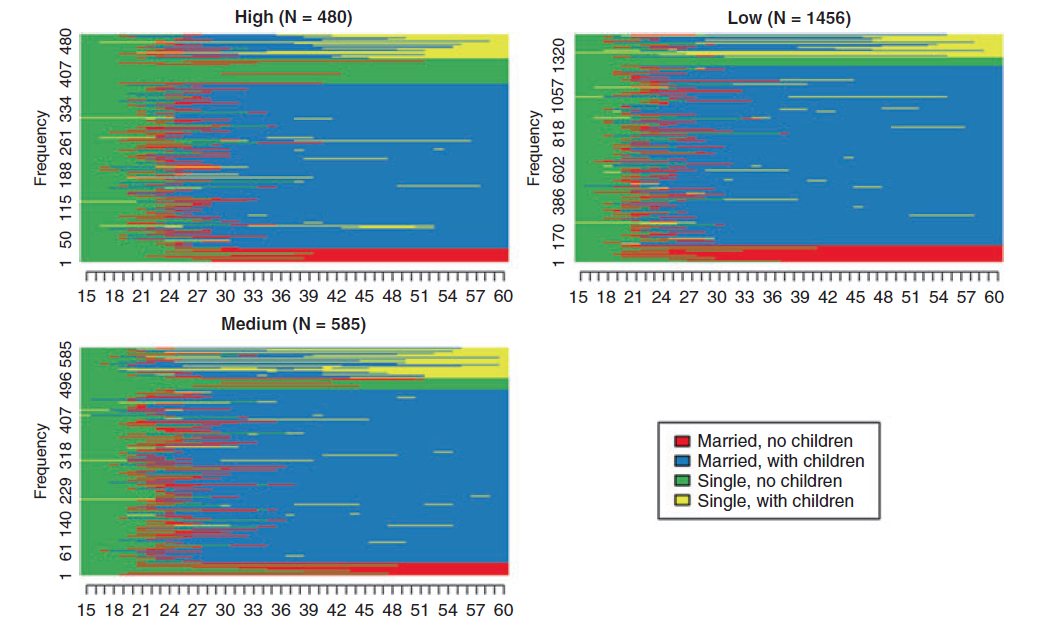 High (N = 480)
Frequency
1 50 115 188 261 334 407 480
15 18 21 24 27 30 33 36 39 42 45 48 51 54 57 60
Low (N = 1456)
Frequency
1 170 386 602 818 1057 1320
15 18 21 24 27 30 33 36 39 42 45 48 51 54 57 60
Medium (N = 585)
Frequency
1 61 140 229 318 407 496 585
15 18 21 24 27 30 33 36 39 42 45 48 51 54 57 60
Married, no children
Married, with children
Single, no children
Single, with children